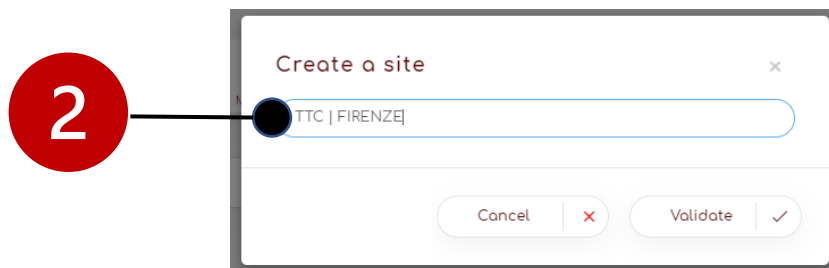 Create a site
2
TTC | FIRENZE
Cancel
Validate